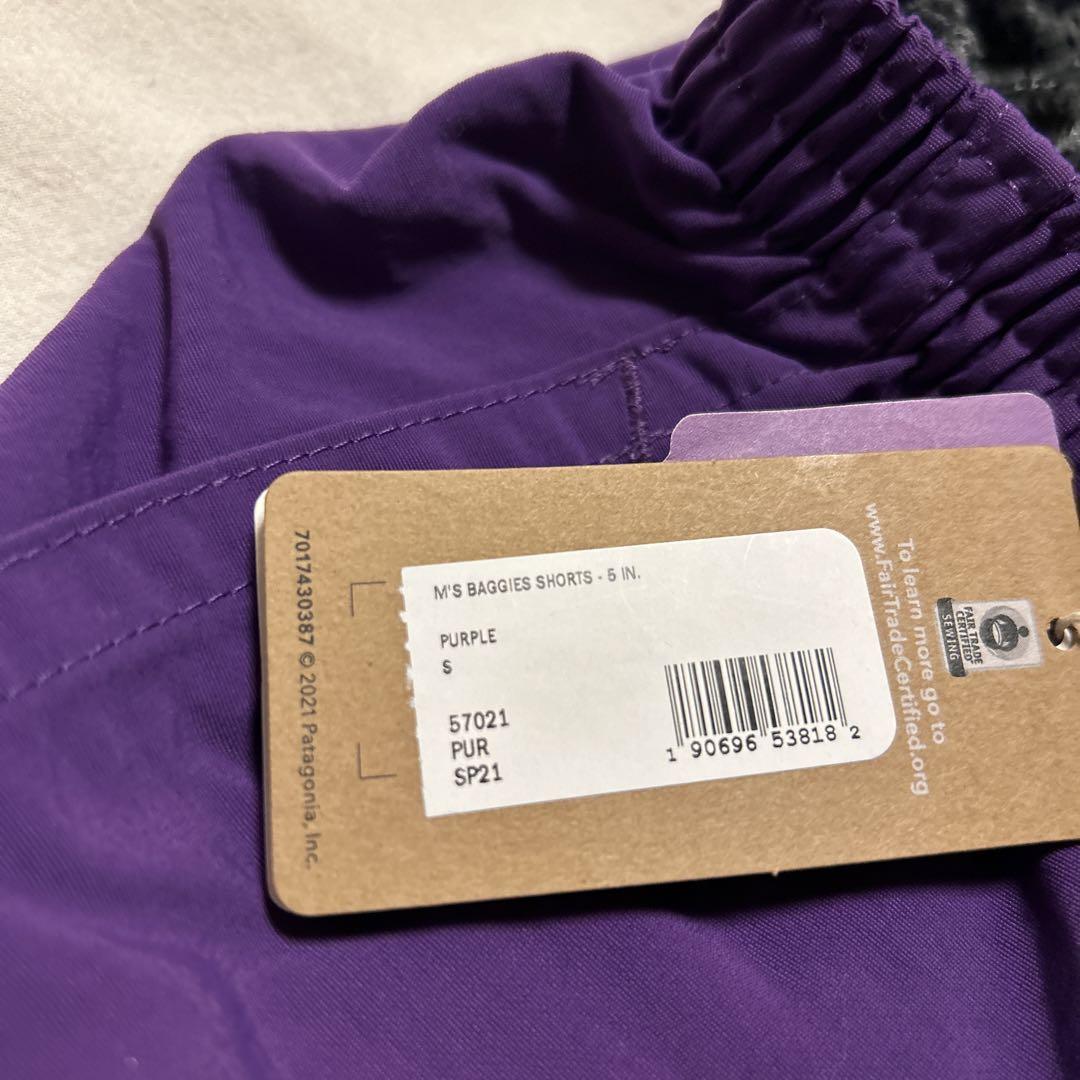 M'S BAGGIES SHORTS - 5 IN.
PURPLE
S
57021
PUR
SP21
1 90696 53818 2
7017430387 © 2021 Patagonia, Inc.
To learn more go to
www.FairTradeCertified.org
FAIR TRADE
CERTIFIED
SEWING